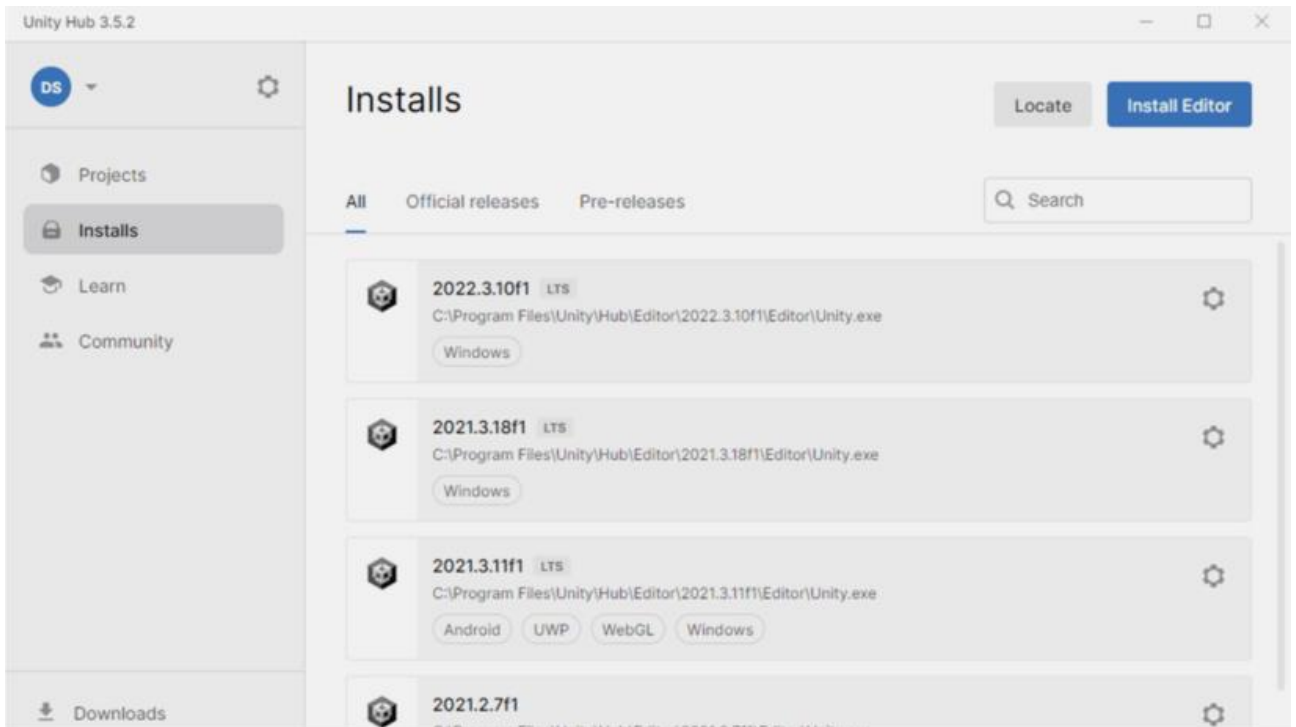 Unity Hub 3.5.2
DS
Projects
Installs
Learn
Community
Downloads
Installs
Locate
Install Editor
All Official releases Pre-releases
Search
2022.3.10f1 LTS
C:\Program Files\Unity\Hub\Editor\2022.3.10f1\Editor\Unity.exe
Windows
2021.3.18f1 LTS
C:\Program Files\Unity\Hub\Editor\2021.3.18f1\Editor\Unity.exe
Windows
2021.3.11f1 LTS
C:\Program Files\Unity\Hub\Editor\2021.3.11f1\Editor\Unity.exe
Android UWP WebGL Windows
2021.2.7f1